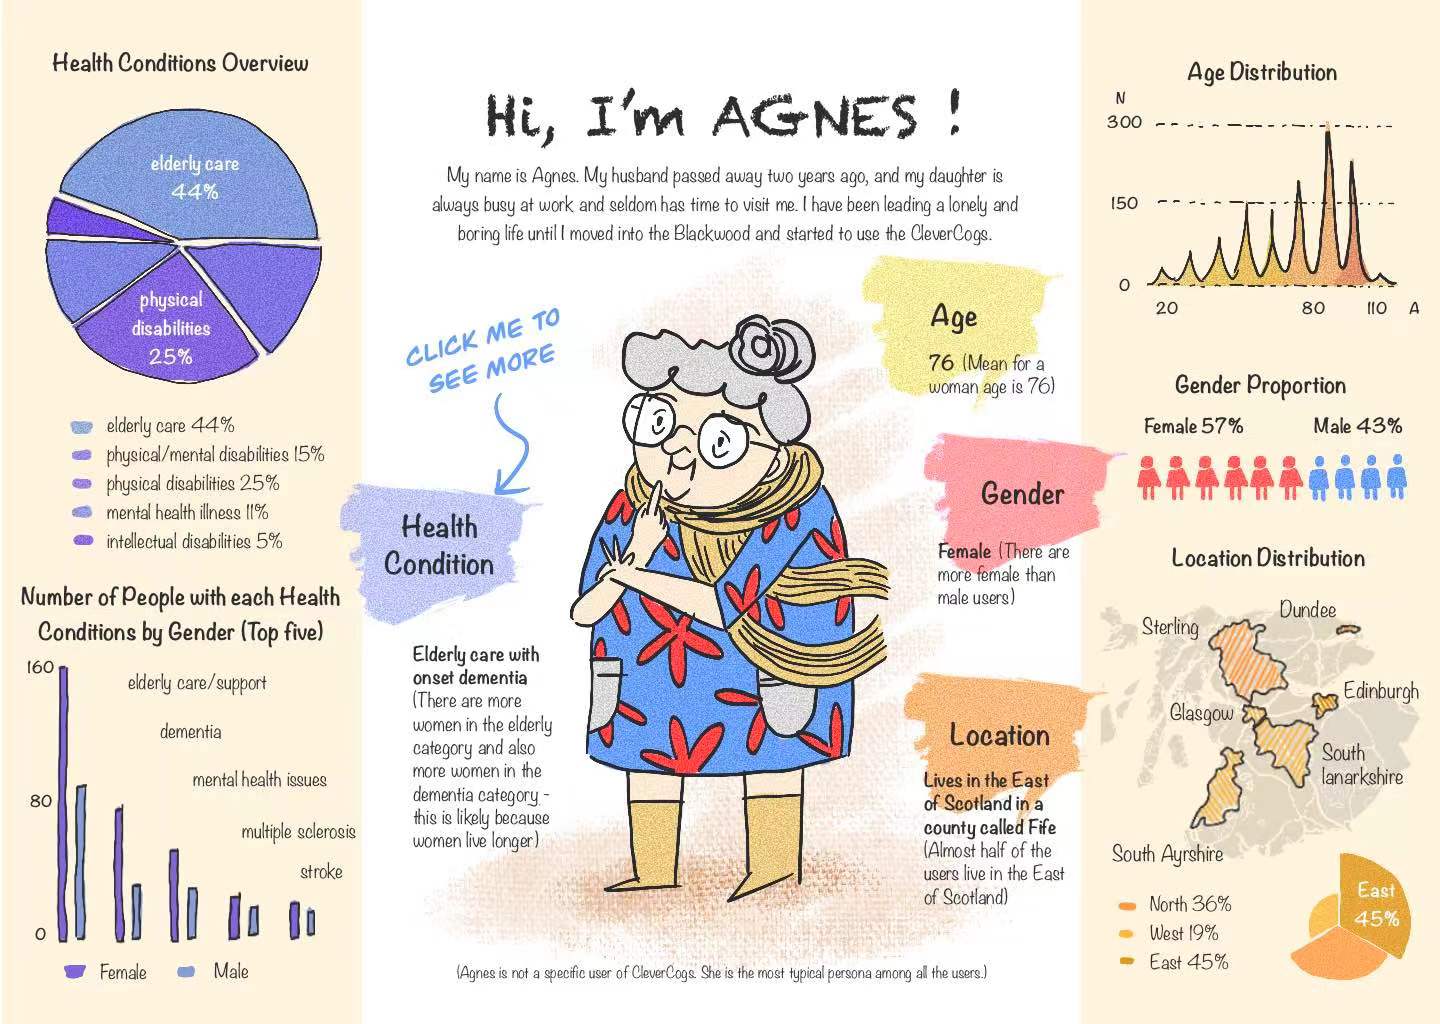 Health Conditions Overview
elderly care
44%
physical
disabilities
25%
elderly care 44%
physical/mental disabilities 15%
physical disabilities 25%
mental health illness 11%
intellectual disabilities 5%
Number of People with each Health
Conditions by Gender (Top five)
160
80
0
elderly care/support
dementia
mental health issues
multiple sclerosis
stroke
Female
Male
Hi, I'm AGNES !
My name is Agnes. My husband passed away two years ago, and my daughter is
always busy at work and seldom has time to visit me. I have been leading a lonely and
boring life until I moved into the Blackwood and started to use the CleverCogs.
CLICK ME TO
SEE MORE
Health
Condition
Elderly care with
onset dementia
(There are more
women in the elderly
category and also
more women in the
dementia category -
this is likely because
women live longer)
Age
76 (Mean for a
woman age is 76)
Gender
Female (There are
more female than
male users)
Location
Lives in the East
of Scotland in a
county called Fife
(Almost half of the
users live in the East
of Scotland)
(Agnes is not a specific user of CleverCogs. She is the most typical persona among all the users.)
Age Distribution
N
300
150
0
20
80
110
A
Gender Proportion
Female 57%
Male 43%
Location Distribution
Dundee
Sterling
Edinburgh
Glasgow
South
lanarkshire
South Ayrshire
North 36%
West 19%
East 45%
East
45%